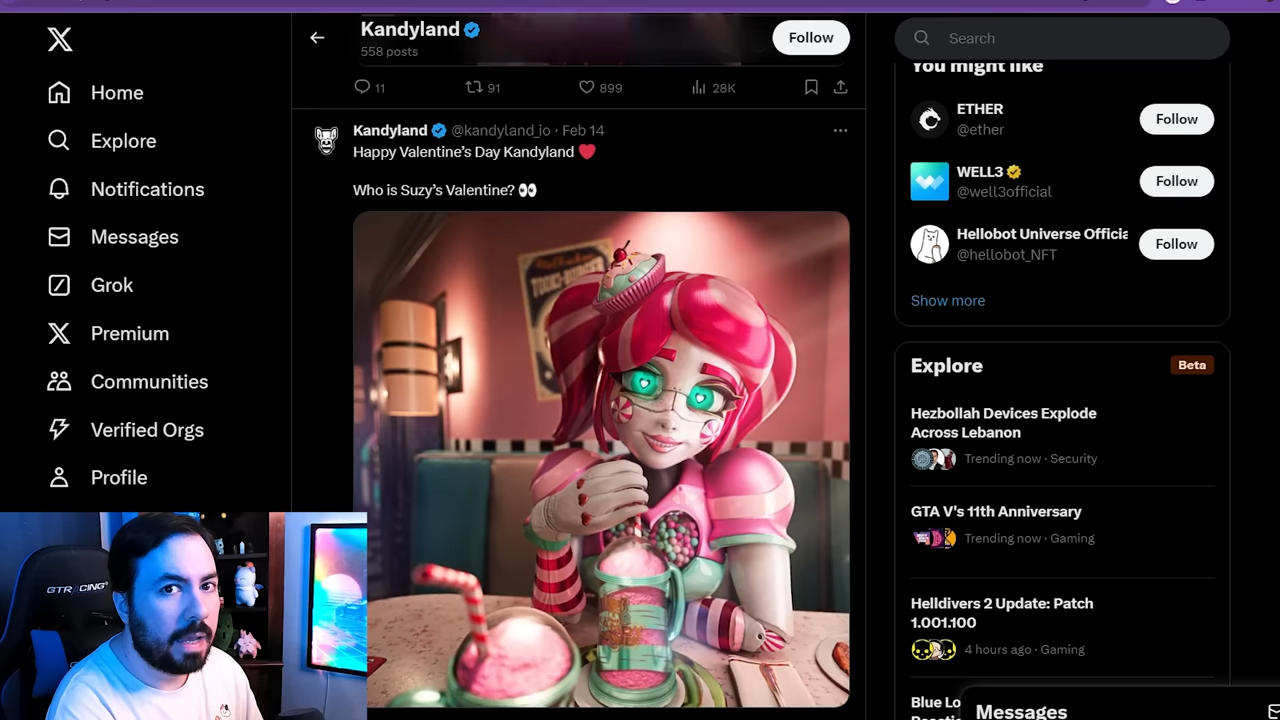 Kandyland
558 posts
Follow
11
91
899
28K
Kandyland @kandyland_io · Feb 14
Happy Valentine's Day Kandyland ❤️
Who is Suzy's Valentine? 👀
Home
Explore
Notifications
Messages
Grok
Premium
Communities
Verified Orgs
Profile
GTRACING
Search
You might like
ETHER
@ether
Follow
WELL3
@well3official
Follow
Hellobot Universe Officia
@hellobot_NFT
Follow
Show more
Explore
Beta
Hezbollah Devices Explode
Across Lebanon
Trending now · Security
GTA V's 11th Anniversary
Trending now · Gaming
Helldivers 2 Update: Patch
1.001.100
4 hours ago · Gaming
Blue Lo
Messages